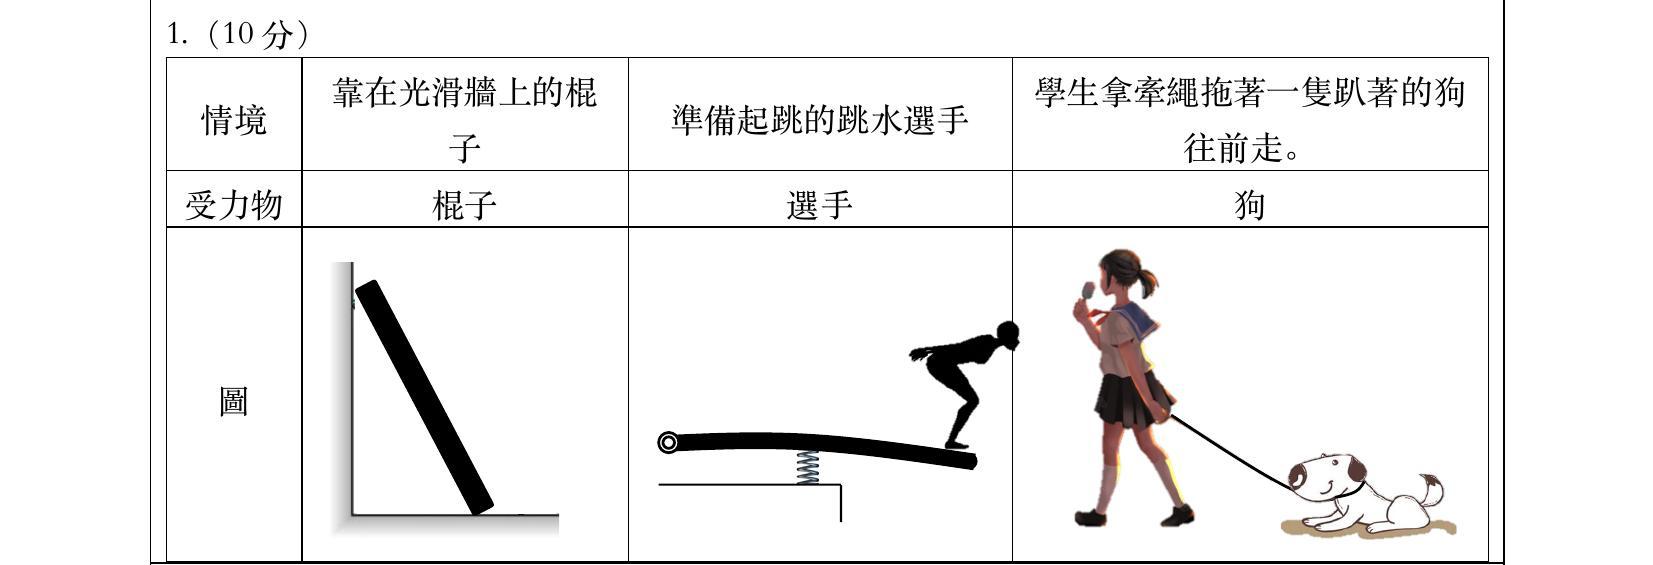 1.（10 分）
情境
靠在光滑牆上的棍
子
準備起跳的跳水選手
學生拿牽繩拖著一隻趴著的狗
往前走。
受力物
棍子
選手
狗
圖